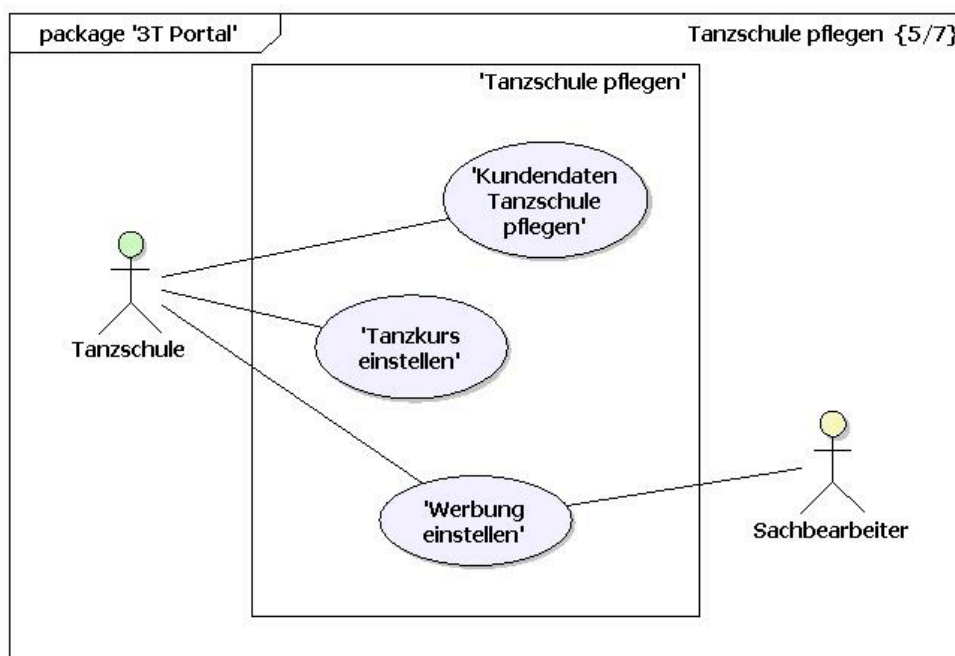 package '3T Portal'
Tanzschule pflegen {5/7}
'Tanzschule pflegen'
'Kundendaten
Tanzschule
pflegen'
Tanzschule
'Tanzkurs
einstellen'
'Werbung
einstellen'
Sachbearbeiter